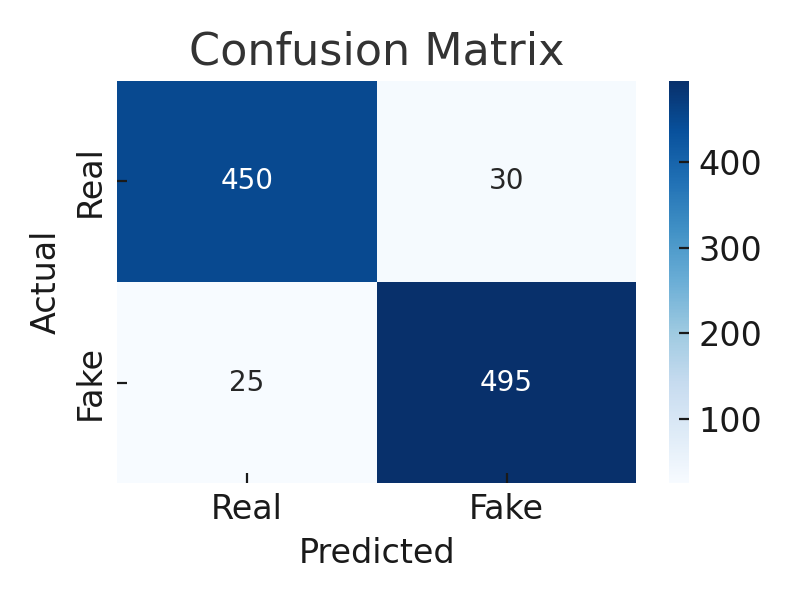 Confusion Matrix
Actual
Real
450
30
Fake
25
495
Real
Fake
Predicted
400
300
200
100